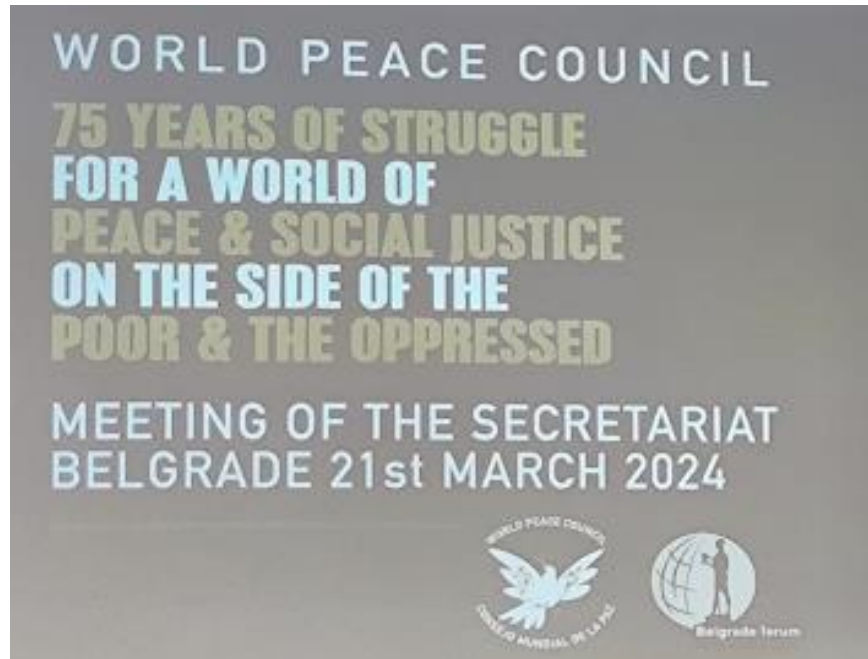 WORLD PEACE COUNCIL
75 YEARS OF STRUGGLE
FOR A WORLD OF
PEACE & SOCIAL JUSTICE
ON THE SIDE OF THE
POOR & THE OPPRESSED
MEETING OF THE SECRETARIAT
BELGRADE 21st MARCH 2024
WORLD PEACE COUNCIL
CONSEJO MUNDIAL DE LA PAZ
Belgrade forum